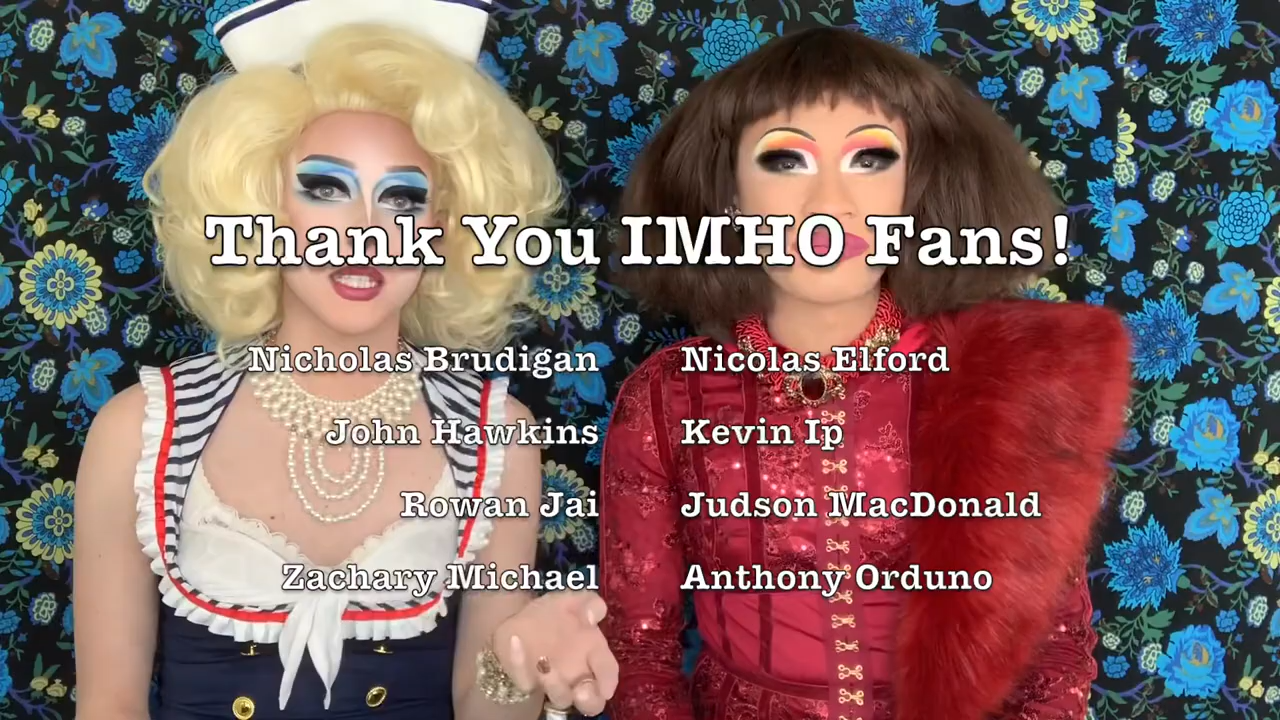 Thank You IMHO Fans!
Nicholas Brudigan Nicolas Elford
John Hawkins Kevin Ip
Rowan Jai Judson MacDonald
Zachary Michael Anthony Orduno